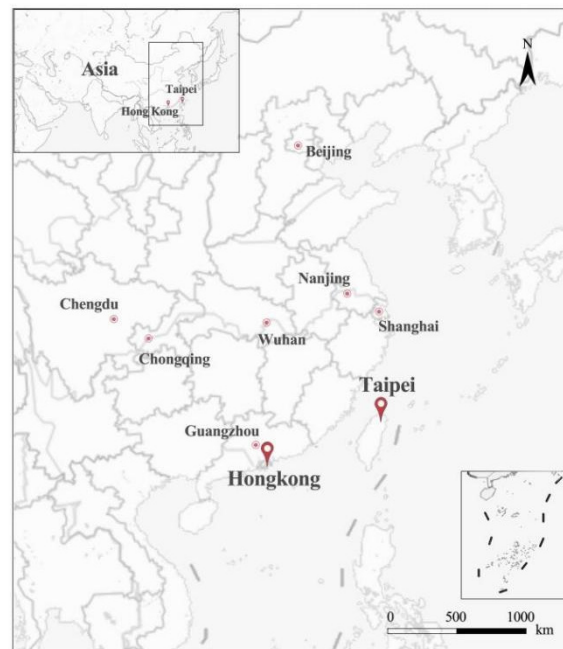 Asia
Taipei
Hong Kong
N
Beijing
Nanjing
Chengdu
Shanghai
Wuhan
Chongqing
Taipei
Guangzhou
Hongkong
0 500 1000
km